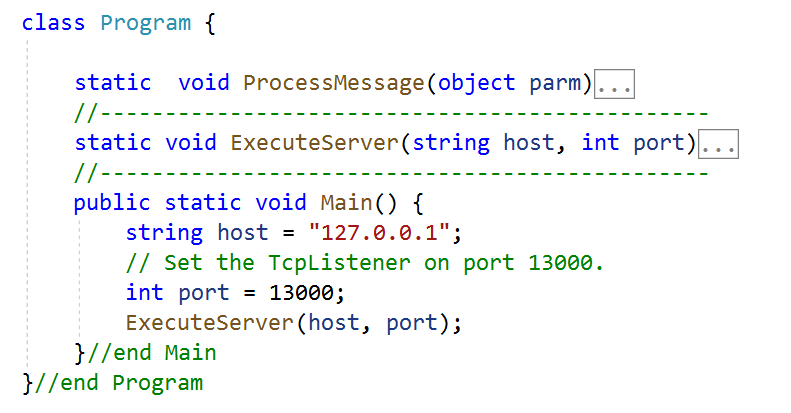 class Program {
static  void ProcessMessage(object parm)...
//-----------------------------------------------
static void ExecuteServer(string host, int port)...
//-----------------------------------------------
public static void Main() {
string host = "127.0.0.1";
// Set the TcpListener on port 13000.
int port = 13000;
ExecuteServer(host, port);
}//end Main
}//end Program